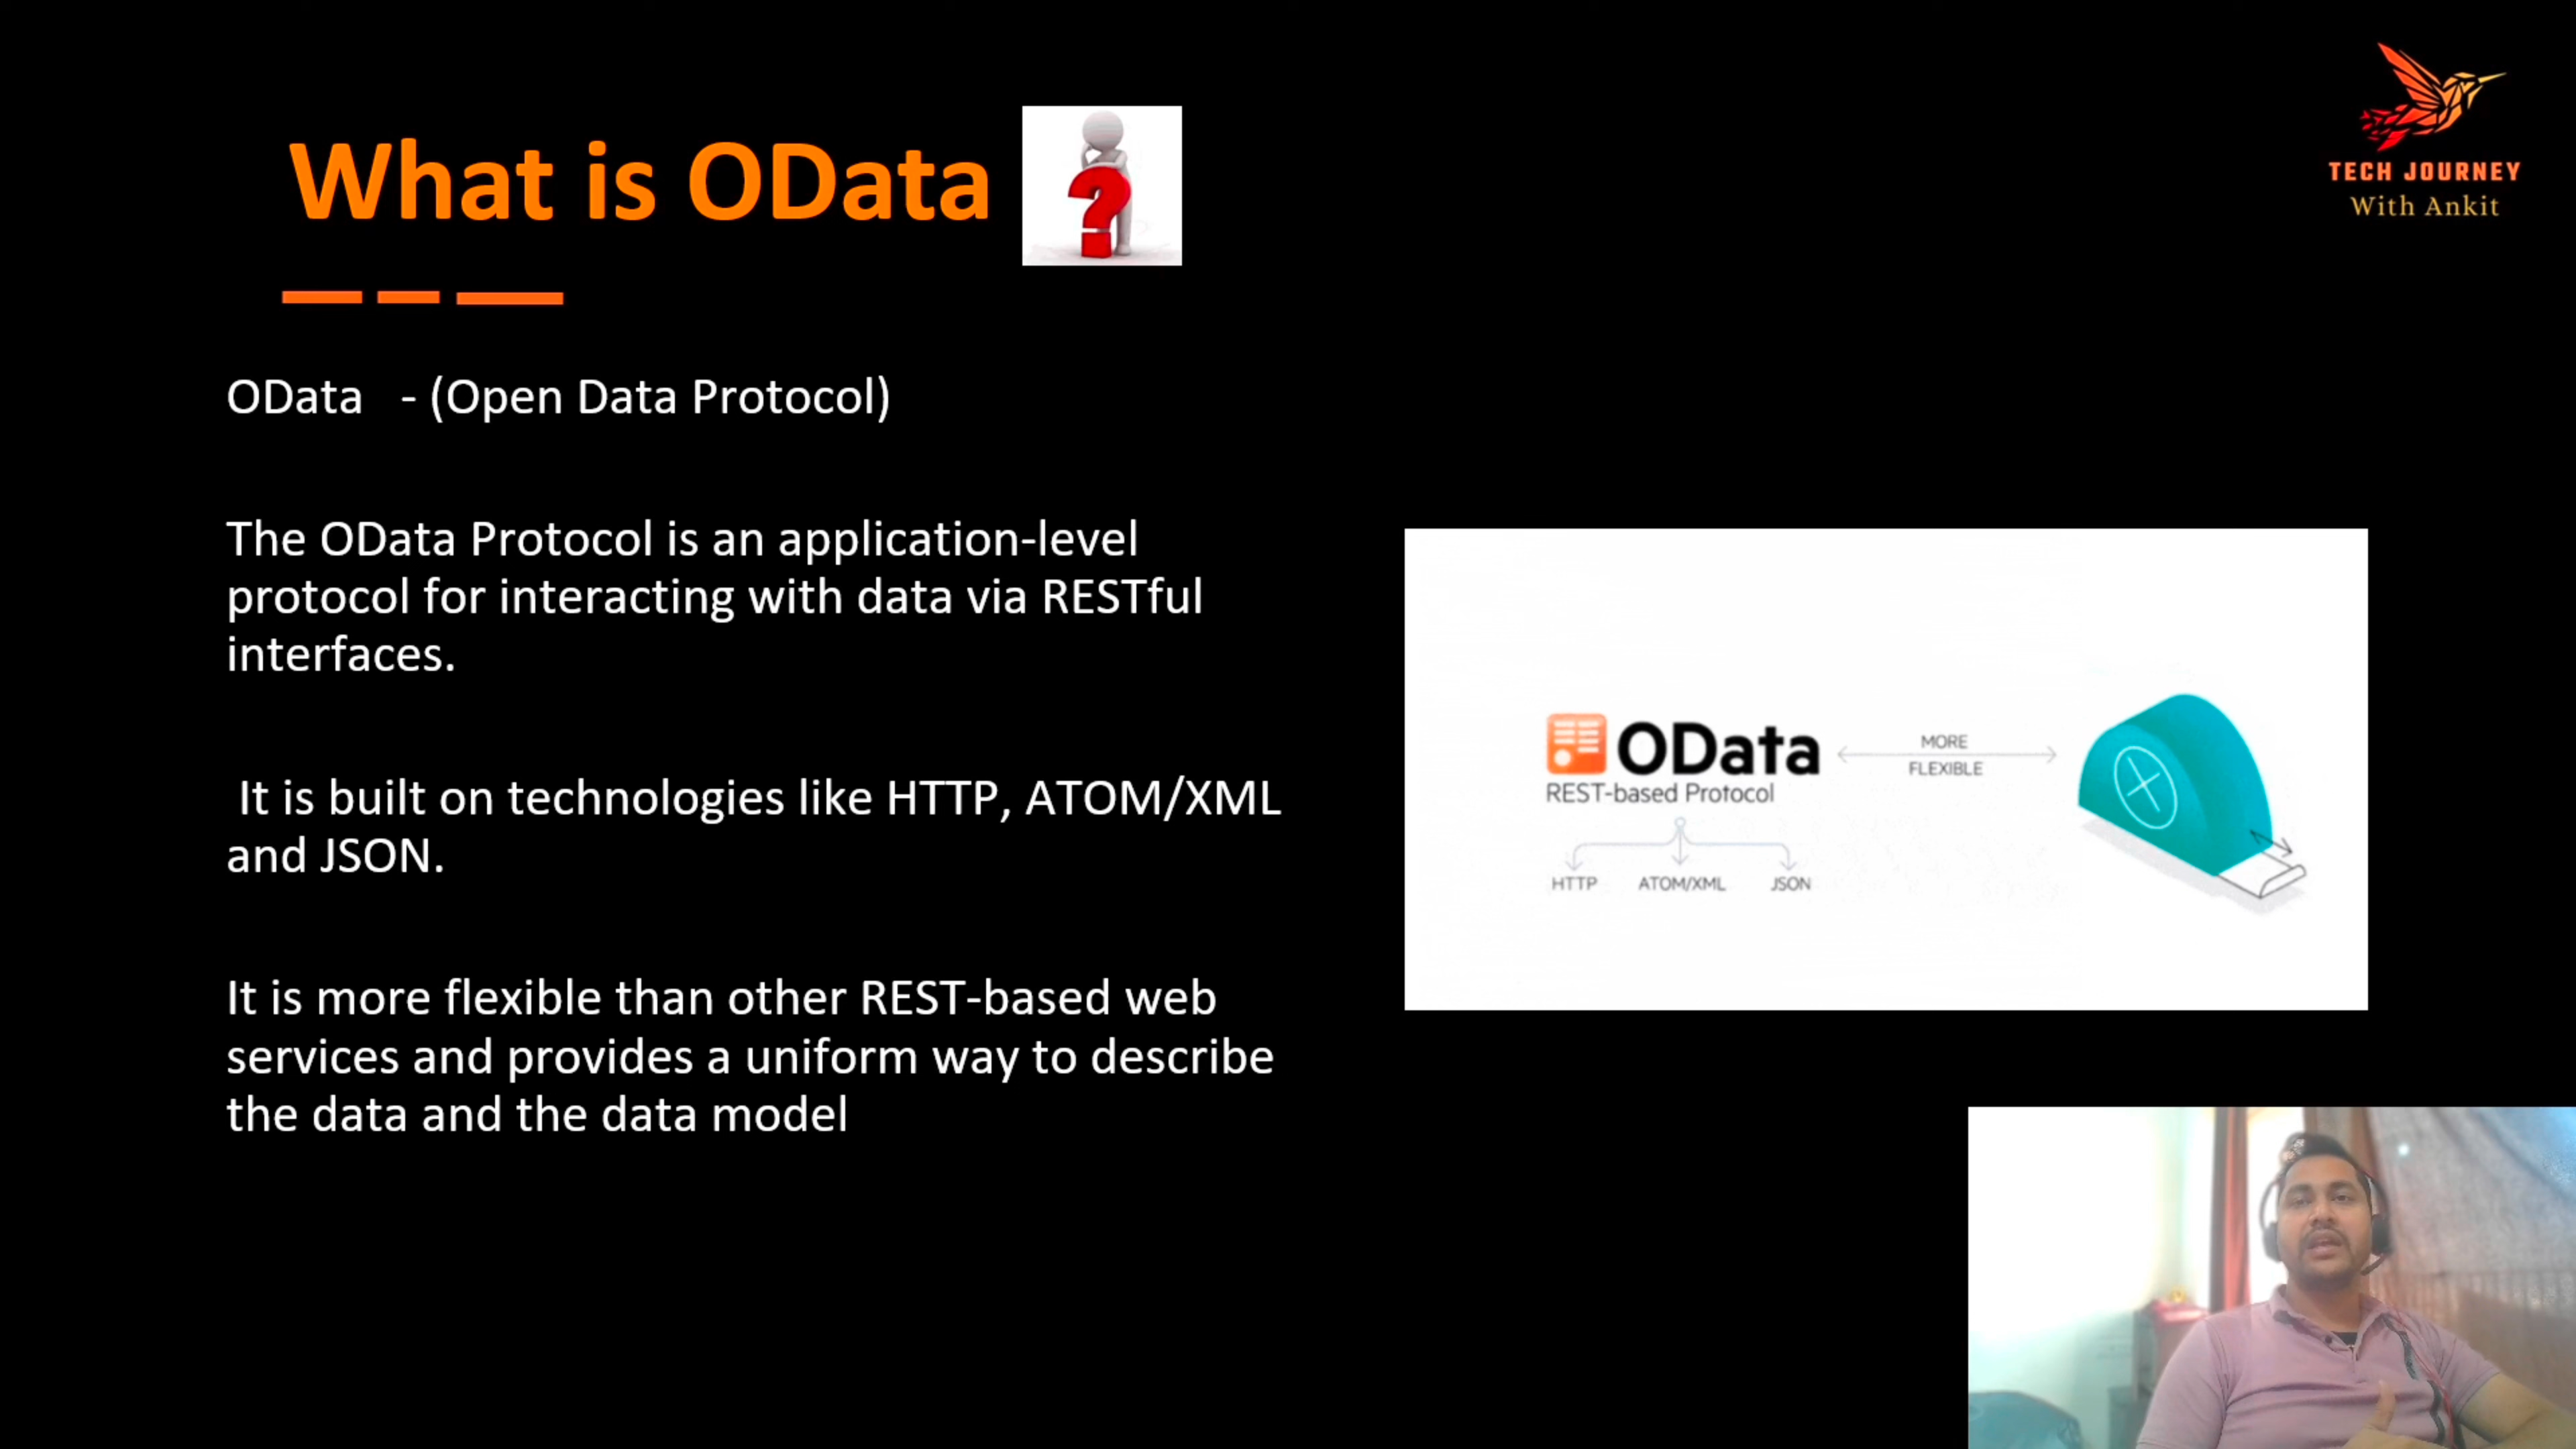 What is OData
TECH JOURNEY
With Ankit
OData - (Open Data Protocol)
The OData Protocol is an application-level
protocol for interacting with data via RESTful
interfaces.
It is built on technologies like HTTP, ATOM/XML
and JSON.
It is more flexible than other REST-based web
services and provides a uniform way to describe
the data and the data model
OData
REST-based Protocol
HTTP ATOM/XML JSON
MORE
FLEXIBLE